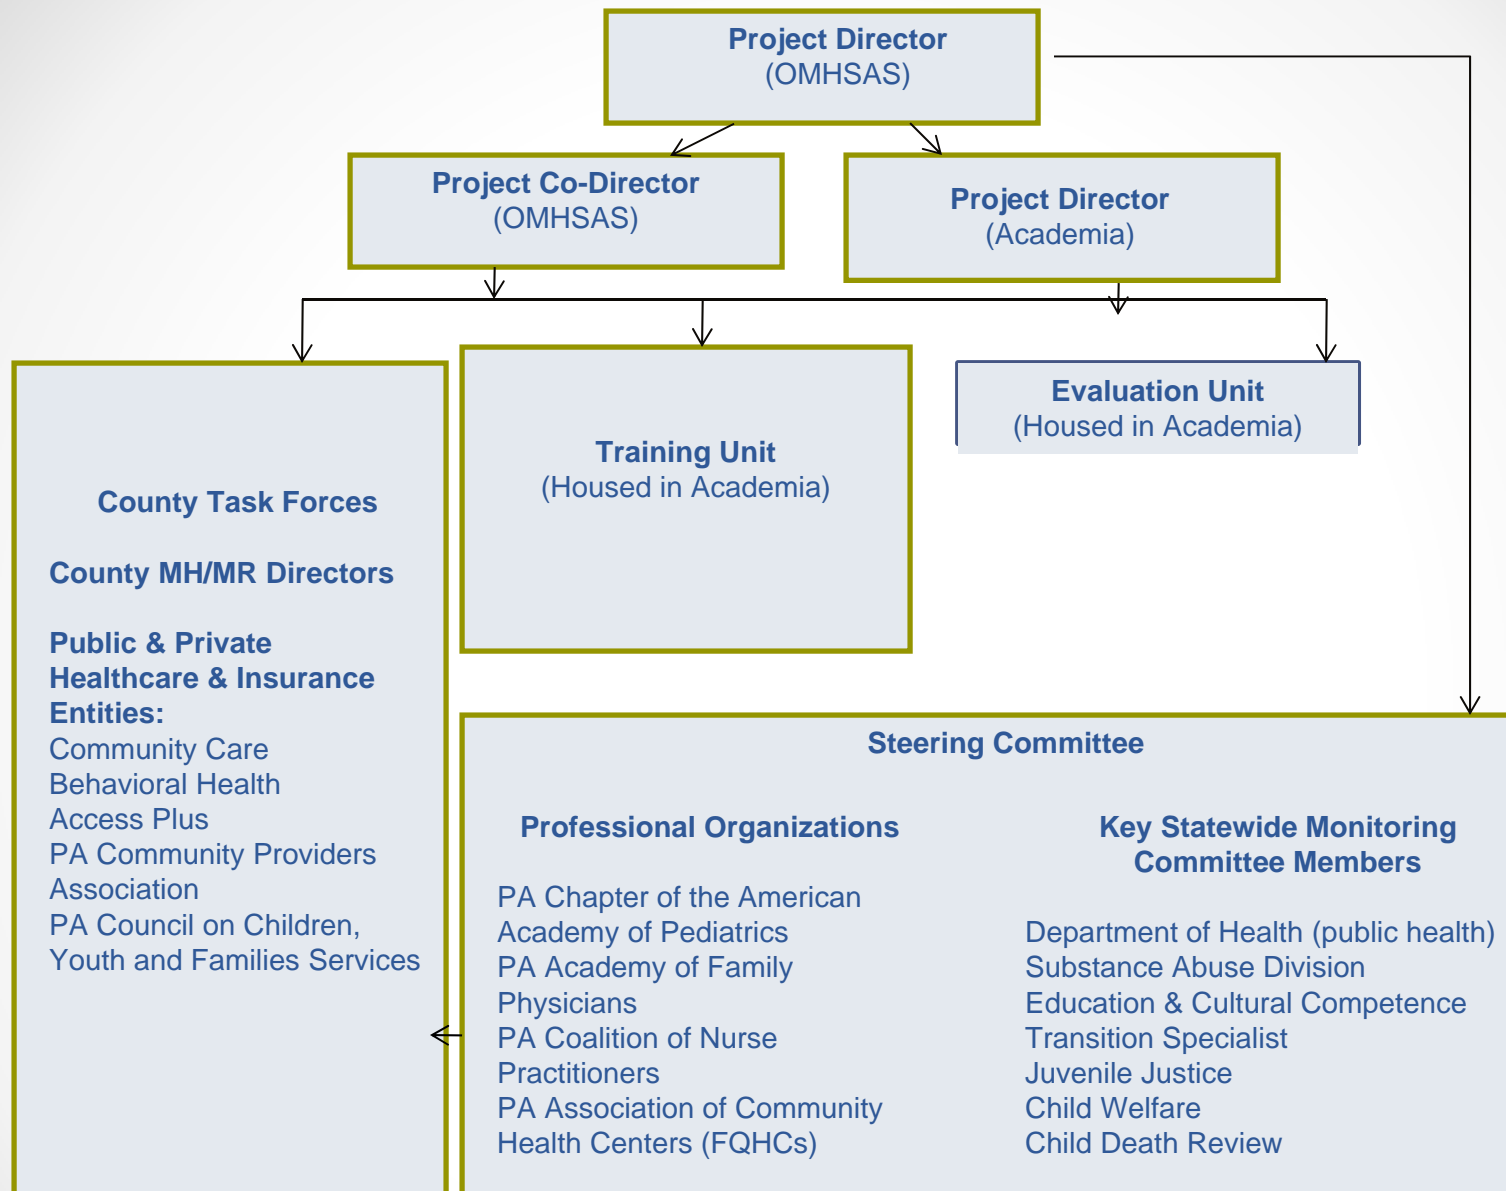 Project Director
(OMHSAS)
Project Co-Director
(OMHSAS)
Project Director
(Academia)
County Task Forces
County MH/MR Directors
Public & Private
Healthcare & Insurance
Entities:
Community Care
Behavioral Health
Access Plus
PA Community Providers
Association
PA Council on Children,
Youth and Families Services
Training Unit
(Housed in Academia)
Evaluation Unit
(Housed in Academia)
Steering Committee
Professional Organizations
PA Chapter of the American
Academy of Pediatrics
PA Academy of Family
Physicians
PA Coalition of Nurse
Practitioners
PA Association of Community
Health Centers (FQHCs)
Key Statewide Monitoring
Committee Members
Department of Health (public health)
Substance Abuse Division
Education & Cultural Competence
Transition Specialist
Juvenile Justice
Child Welfare
Child Death Review